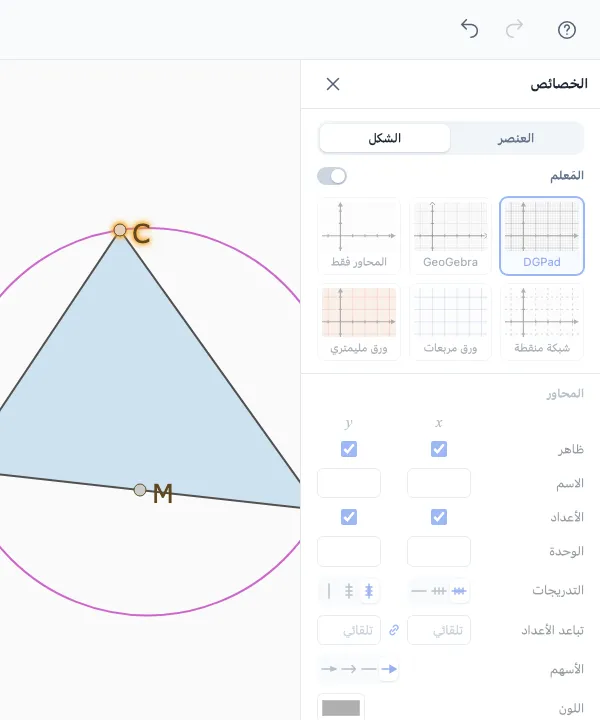 الخصائص
العنصر
الشكل
المَعلم
DGPad
GeoGebra
المحاور فقط
شبكة منقطة
ورق مربعات
ورق مليمتري
المحاور
x
y
ظاهر
الاسم
الأعداد
الوحدة
التدريجات
تباعد الأعداد
تلقائي
تلقائي
الأسهم
اللون
C
M